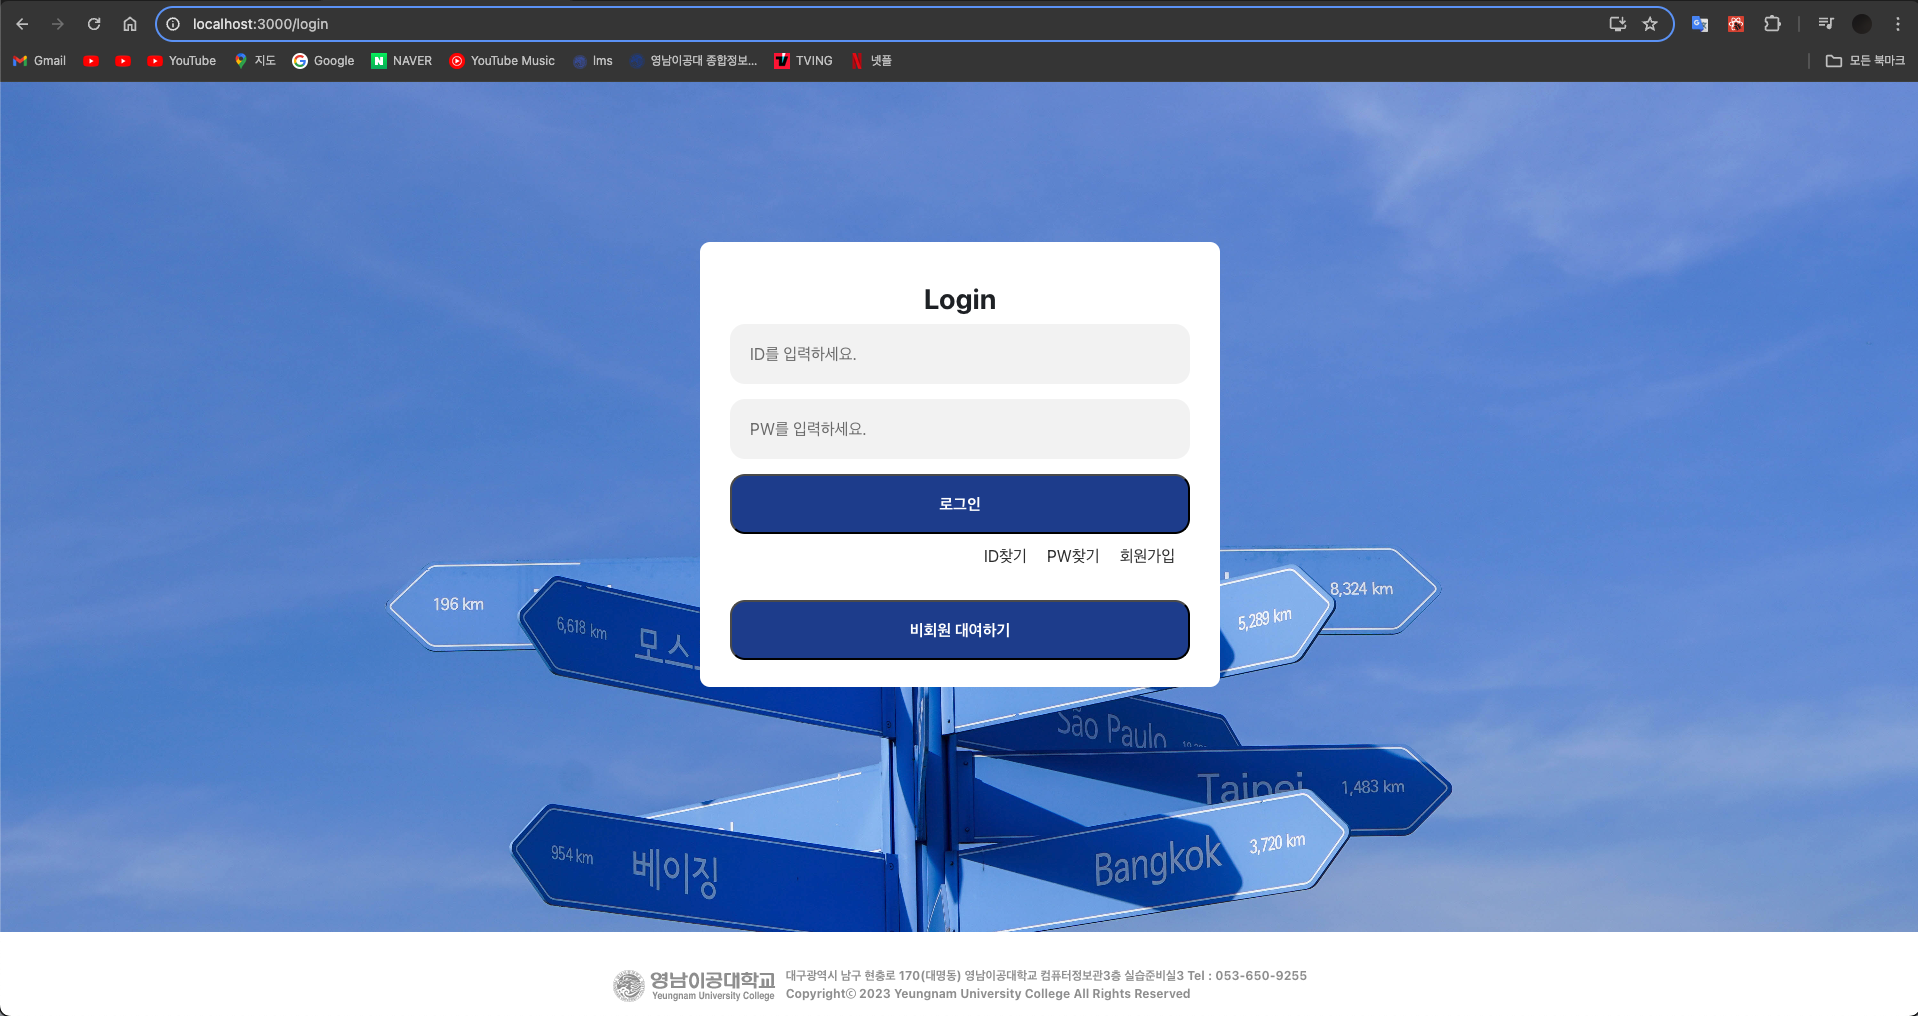 localhost:3000/login
Gmail YouTube 지도 Google NAVER YouTube Music lms 영남이공대 종합정보... TVING 넷플 모든 북마크
Login
ID를 입력하세요.
PW를 입력하세요.
로그인
ID찾기 PW찾기 회원가입
비회원 대여하기
196 km
6,618 km 모스
8,324 km
5,289 km
São Paulo
Taipei 1,483 km
954 km 베이징
Bangkok 3,720 km
영남이공대학교
Yeungnam University College
대구광역시 남구 현충로 170(대명동) 영남이공대학교 컴퓨터정보관3층 실습준비실3 Tel : 053-650-9255
Copyright© 2023 Yeungnam University College All Rights Reserved